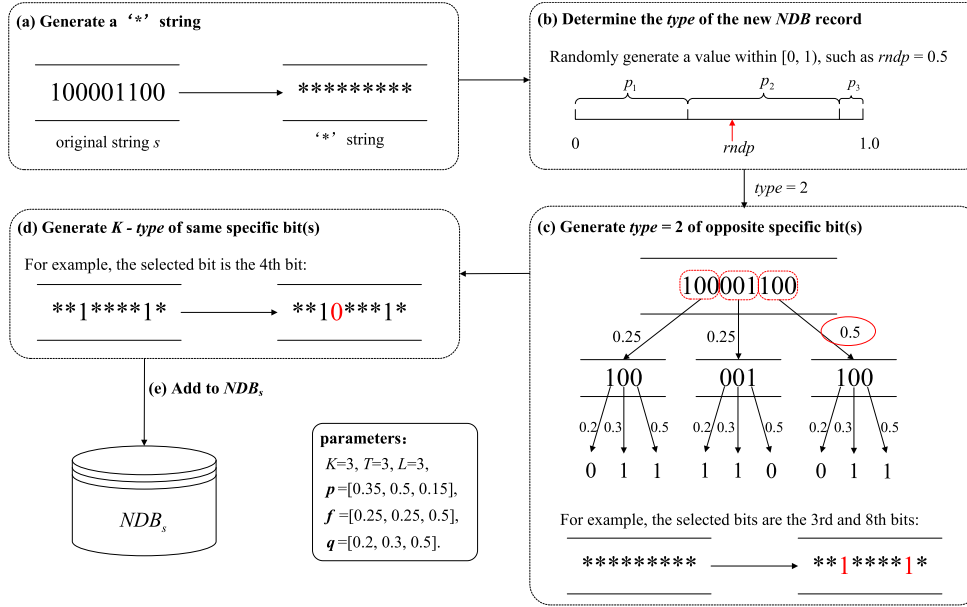 (a) Generate a ‘*’ string
100001100
*********
original string s
‘*’ string
(b) Determine the type of the new NDB record
Randomly generate a value within [0, 1), such as rndp = 0.5
p1 p2 p3
0 rndp 1.0
type = 2
(c) Generate type = 2 of opposite specific bit(s)
100001100
0.25 0.25 0.5
100 001 100
0.2 0.3 0.5 0.2 0.3 0.5 0.2 0.3 0.5
0 1 1 1 1 0 0 1 1
For example, the selected bits are the 3rd and 8th bits:
********* **1****1*
(d) Generate K - type of same specific bit(s)
For example, the selected bit is the 4th bit:
**1****1* **10***1*
(e) Add to NDBs
NDBs
parameters:
K=3, T=3, L=3,
p=[0.35, 0.5, 0.15],
f=[0.25, 0.25, 0.5],
q=[0.2, 0.3, 0.5].